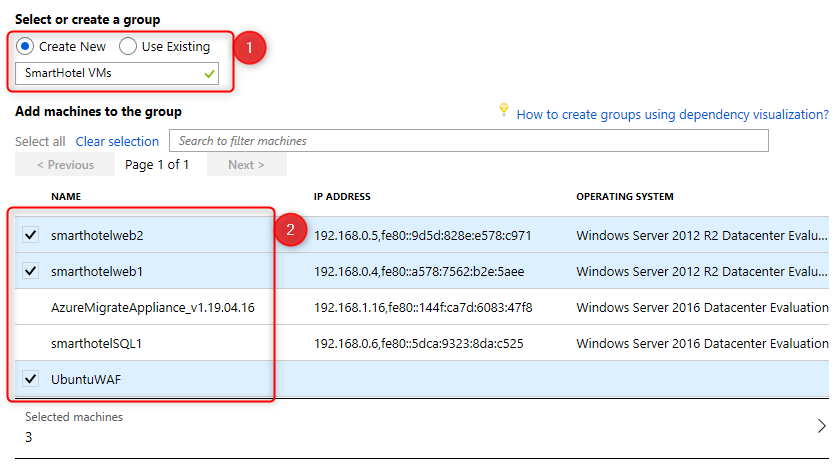 Select or create a group
Create New Use Existing 1
SmartHotel VMs
Add machines to the group
How to create groups using dependency visualization?
Select all Clear selection Search to filter machines
< Previous Page 1 of 1 Next >
NAME IP ADDRESS OPERATING SYSTEM
2
smarthotelweb2 192.168.0.5,fe80::9d5d:828e:e578:c971 Windows Server 2012 R2 Datacenter Evalu...
smarthotelweb1 192.168.0.4,fe80::a578:7562:b2e:5aee Windows Server 2012 R2 Datacenter Evalu...
AzureMigrateAppliance_v1.19.04.16 192.168.1.16,fe80::144f:ca7d:6083:47f8 Windows Server 2016 Datacenter Evaluation
smarthotelSQL1 192.168.0.6,fe80::5dca:9323:8da:c525 Windows Server 2016 Datacenter Evaluation
UbuntuWAF
Selected machines
3